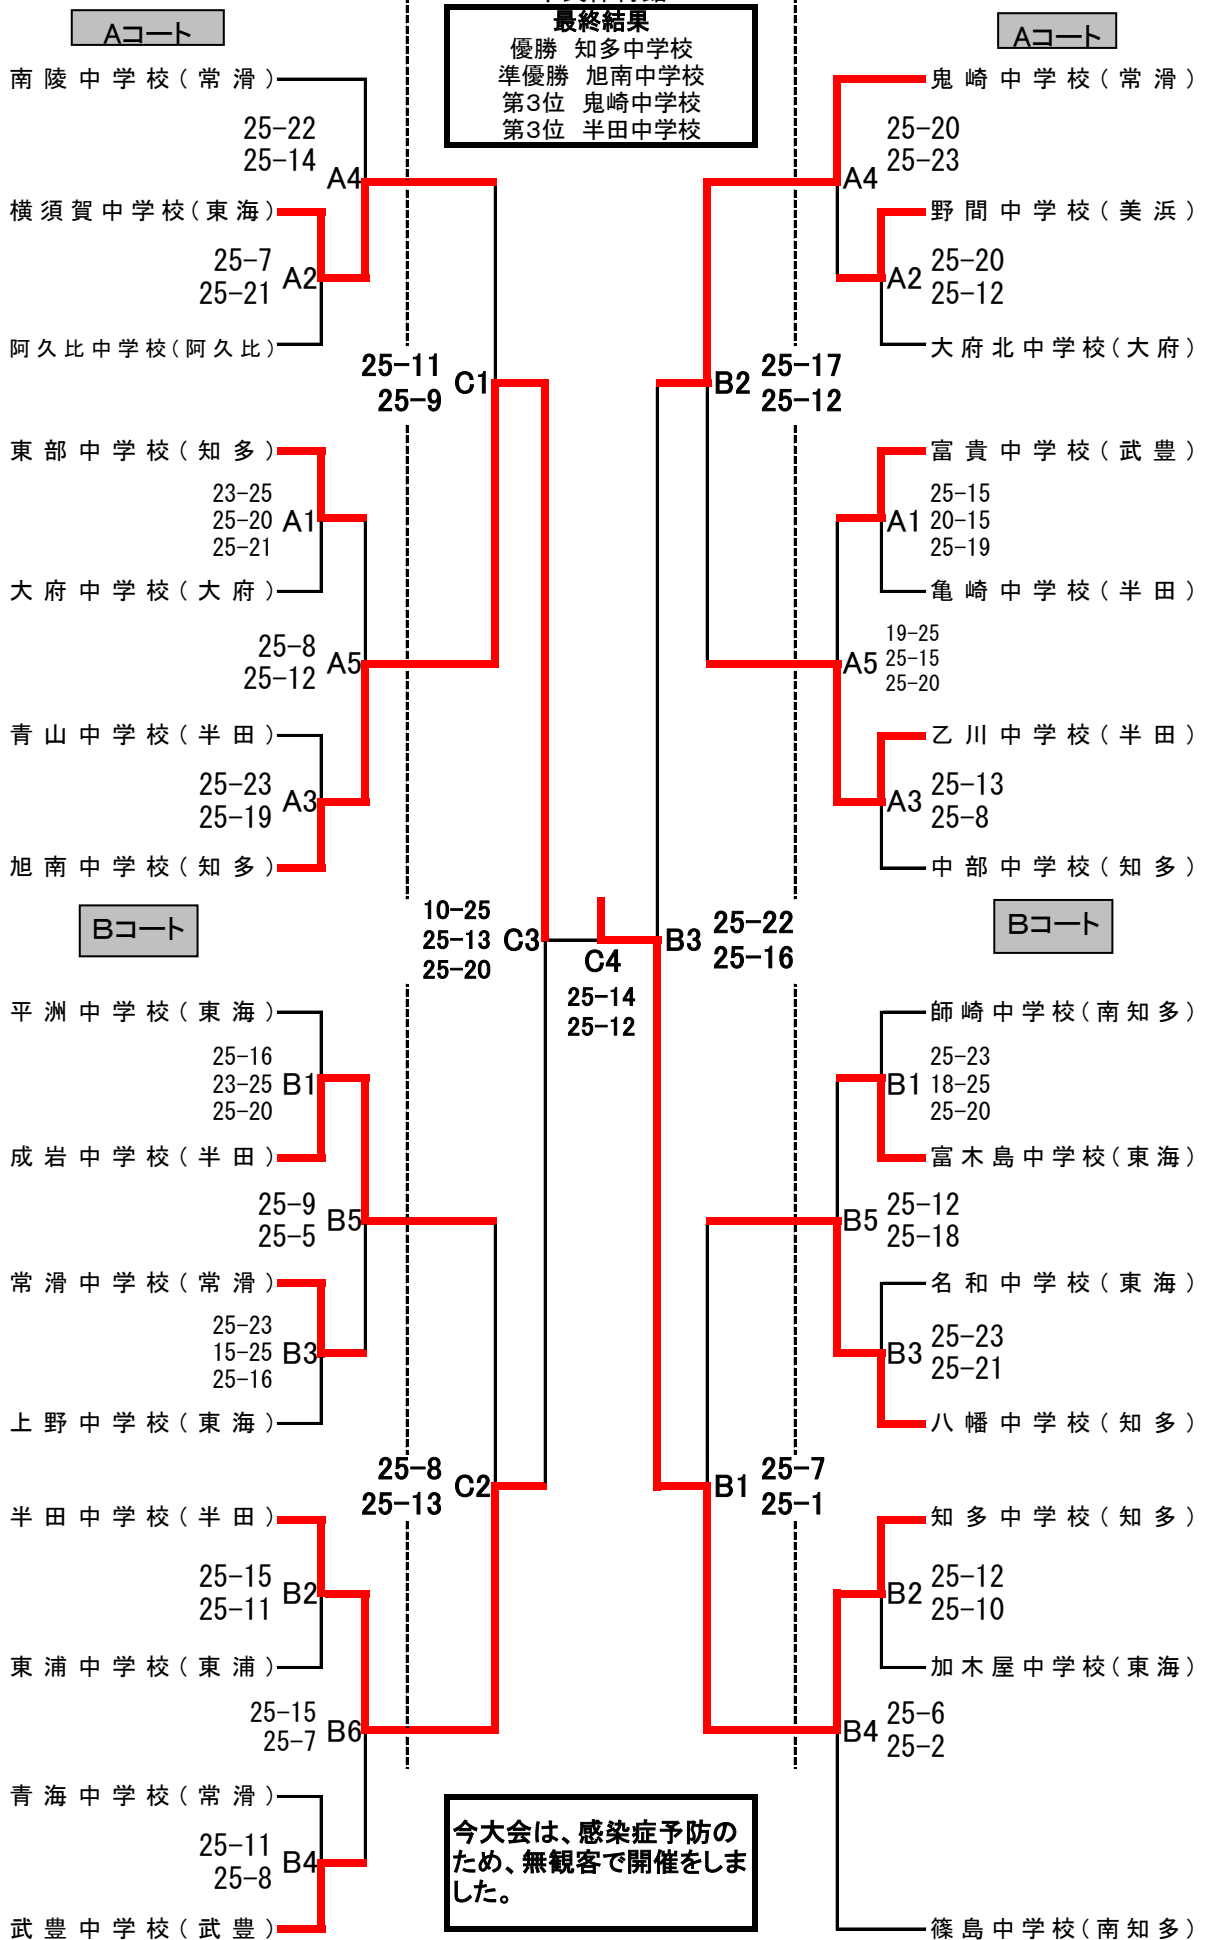 最終結果
優勝 知多中学校
準優勝 旭南中学校
第3位 鬼崎中学校
第3位 半田中学校
Aコート
南陵中学校(常滑)
25-22
25-14
A4
横須賀中学校(東海)
25-7
25-21
A2
阿久比中学校(阿久比)
25-11
25-9
C1
東部中学校(知多)
23-25
25-20
25-21
A1
大府中学校(大府)
25-8
25-12
A5
青山中学校(半田)
25-23
25-19
A3
旭南中学校(知多)
10-25
25-13
25-20
C3
Bコート
平洲中学校(東海)
25-16
23-25
25-20
B1
成岩中学校(半田)
25-9
25-5
B5
常滑中学校(常滑)
25-23
15-25
25-16
B3
上野中学校(東海)
25-8
25-13
C2
半田中学校(半田)
25-15
25-11
B2
東浦中学校(東浦)
25-15
25-7
B6
青海中学校(常滑)
25-11
25-8
B4
武豊中学校(武豊)
C4
25-14
25-12
Aコート
鬼崎中学校(常滑)
25-20
25-23
A4
野間中学校(美浜)
A2
25-20
25-12
大府北中学校(大府)
B2
25-17
25-12
富貴中学校(武豊)
A1
25-15
20-15
25-19
亀崎中学校(半田)
A5
19-25
25-15
25-20
乙川中学校(半田)
A3
25-13
25-8
中部中学校(知多)
B3
25-22
25-16
Bコート
師崎中学校(南知多)
B1
25-23
18-25
25-20
富木島中学校(東海)
B5
25-12
25-18
名和中学校(東海)
B3
25-23
25-21
八幡中学校(知多)
B1
25-7
25-1
知多中学校(知多)
B2
25-12
25-10
加木屋中学校(東海)
B4
25-6
25-2
篠島中学校(南知多)
今大会は、感染症予防の
ため、無観客で開催をしま
した。